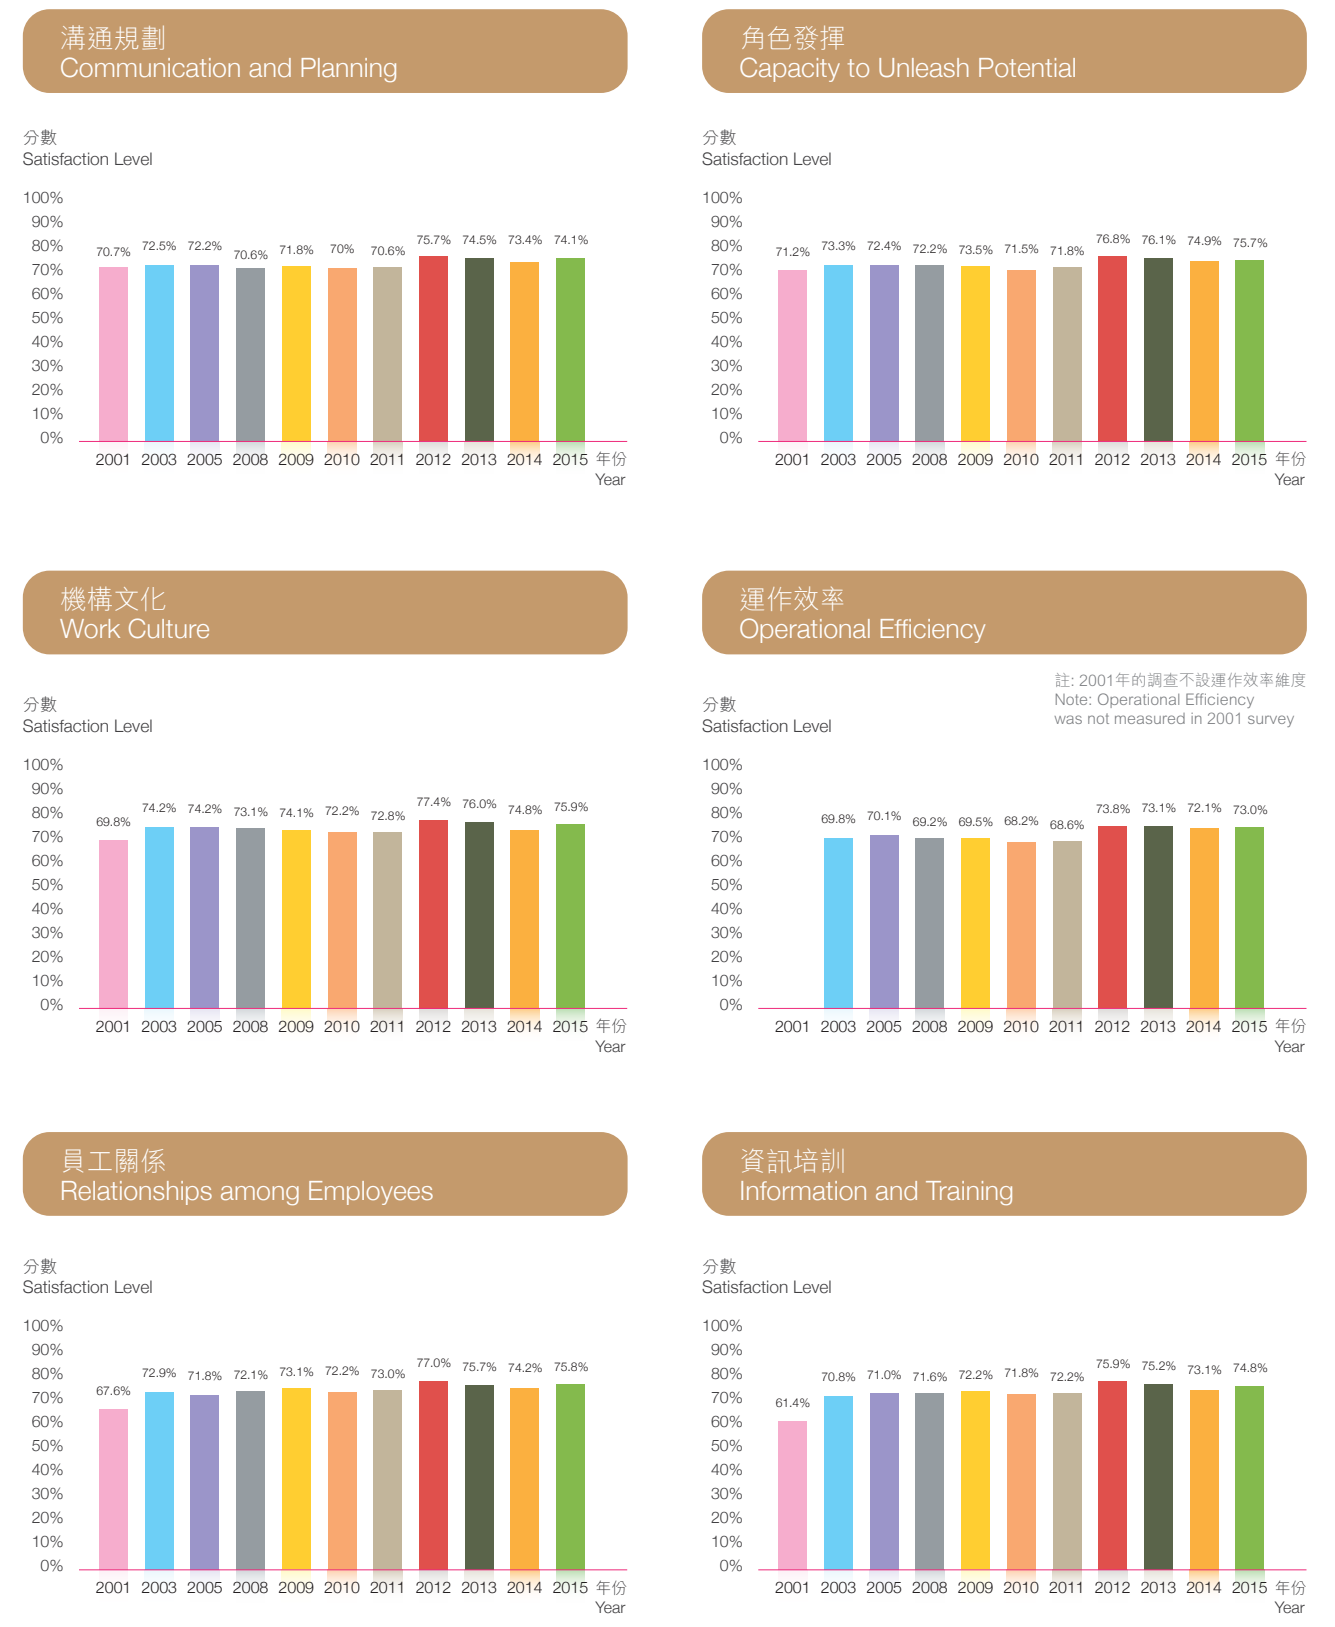 溝通規劃
Communication and Planning
分數
Satisfaction Level
100%
90%
80%
70%
60%
50%
40%
30%
20%
10%
0%
70.7% 72.5% 72.2% 70.6% 71.8% 70% 70.6% 75.7% 74.5% 73.4% 74.1%
2001 2003 2005 2008 2009 2010 2011 2012 2013 2014 2015 年份
Year
角色發揮
Capacity to Unleash Potential
分數
Satisfaction Level
100%
90%
80%
70%
60%
50%
40%
30%
20%
10%
0%
71.2% 73.3% 72.4% 72.2% 73.5% 71.5% 71.8% 76.8% 76.1% 74.9% 75.7%
2001 2003 2005 2008 2009 2010 2011 2012 2013 2014 2015 年份
Year
機構文化
Work Culture
分數
Satisfaction Level
100%
90%
80%
70%
60%
50%
40%
30%
20%
10%
0%
69.8% 74.2% 74.2% 73.1% 74.1% 72.2% 72.8% 77.4% 76.0% 74.8% 75.9%
2001 2003 2005 2008 2009 2010 2011 2012 2013 2014 2015 年份
Year
運作效率
Operational Efficiency
註: 2001年的調查不設運作效率維度
Note: Operational Efficiency
was not measured in 2001 survey
分數
Satisfaction Level
100%
90%
80%
70%
60%
50%
40%
30%
20%
10%
0%
69.8% 70.1% 69.2% 69.5% 68.2% 68.6% 73.8% 73.1% 72.1% 73.0%
2001 2003 2005 2008 2009 2010 2011 2012 2013 2014 2015 年份
Year
員工關係
Relationships among Employees
分數
Satisfaction Level
100%
90%
80%
70%
60%
50%
40%
30%
20%
10%
0%
67.6% 72.9% 71.8% 72.1% 73.1% 72.2% 73.0% 77.0% 75.7% 74.2% 75.8%
2001 2003 2005 2008 2009 2010 2011 2012 2013 2014 2015 年份
Year
資訊培訓
Information and Training
分數
Satisfaction Level
100%
90%
80%
70%
60%
50%
40%
30%
20%
10%
0%
61.4% 70.8% 71.0% 71.6% 72.2% 71.8% 72.2% 75.9% 75.2% 73.1% 74.8%
2001 2003 2005 2008 2009 2010 2011 2012 2013 2014 2015 年份
Year